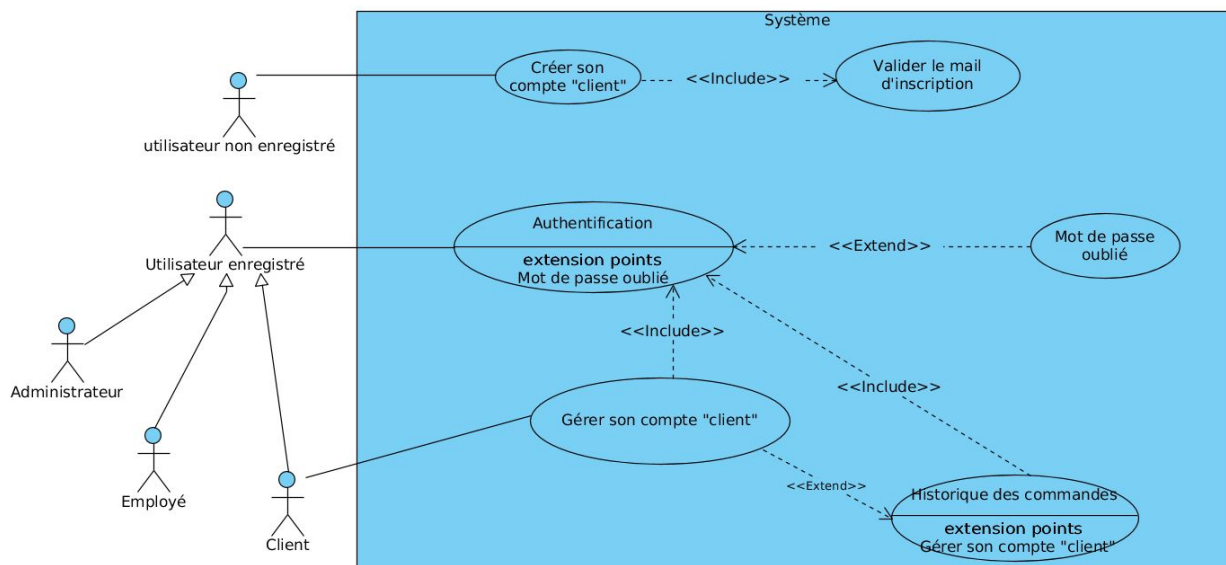 Système
Créer son
compte "client"
<<Include>>
Valider le mail
d'inscription
utilisateur non enregistré
Authentification
extension points
Mot de passe oublié
<<Extend>>
Mot de passe
oublié
Utilisateur enregistré
<<Include>>
<<Include>>
Administrateur
Gérer son compte "client"
<<Extend>>
Employé
Client
Historique des commandes
extension points
Gérer son compte "client"